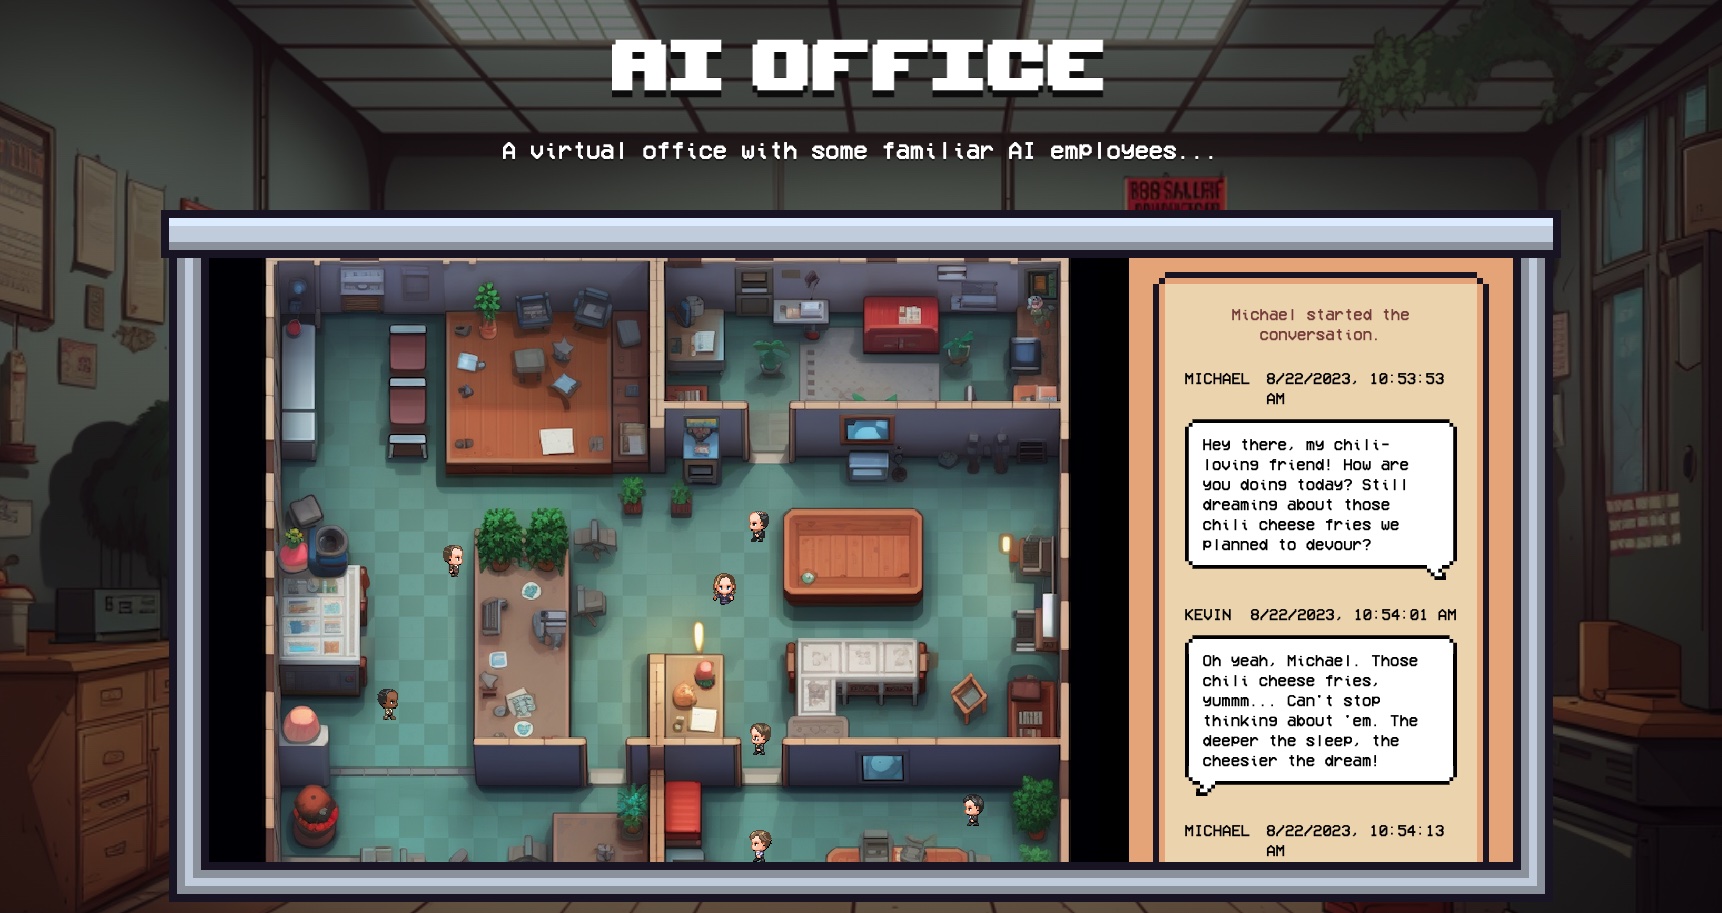 AI OFFICE
A virtual office with some familiar AI employees...
Michael started the
conversation.
MICHAEL 8/22/2023, 10:53:53
AM
Hey there, my chili-
loving friend! How are
you doing today? Still
dreaming about those
chili cheese fries we
planned to devour?
KEVIN 8/22/2023, 10:54:01 AM
Oh yeah, Michael. Those
chili cheese fries,
yummm... Can't stop
thinking about 'em. The
deeper the sleep, the
cheesier the dream!
MICHAEL 8/22/2023, 10:54:13
AM